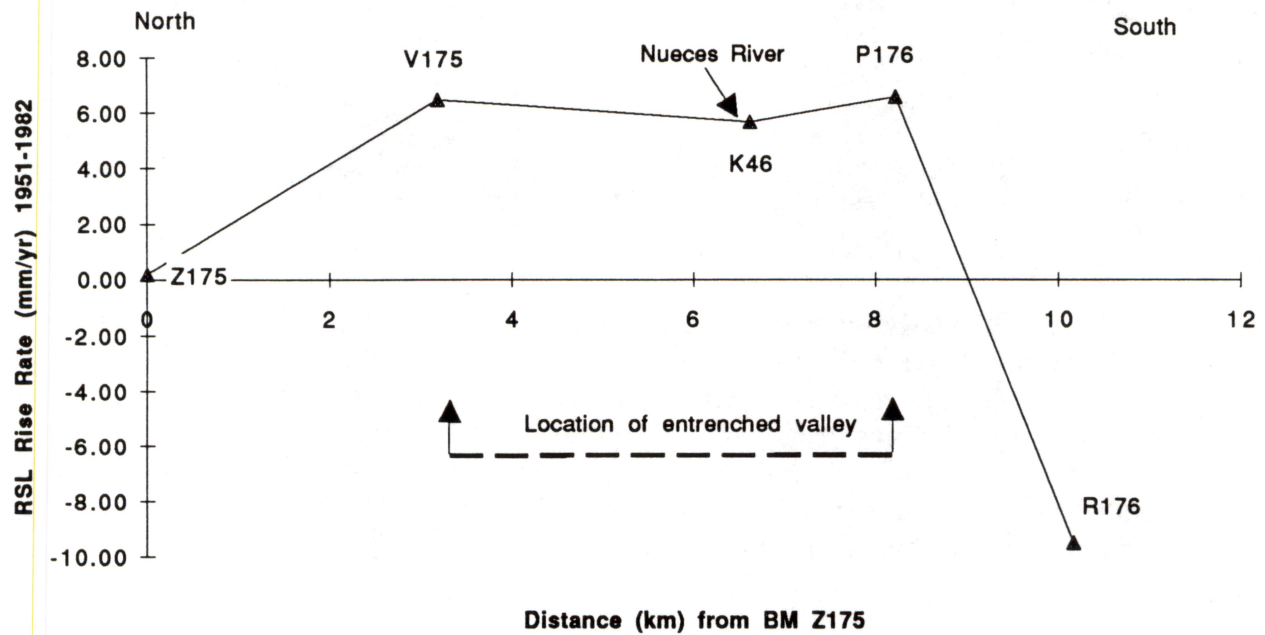 North
South
8.00
V175
Nueces River
P176
6.00
K46
4.00
2.00
0.00
Z175
0
2
4
6
8
10
12
-2.00
-4.00
Location of entrenched valley
-6.00
-8.00
R176
-10.00
RSL Rise Rate (mm/yr) 1951-1982
Distance (km) from BM Z175